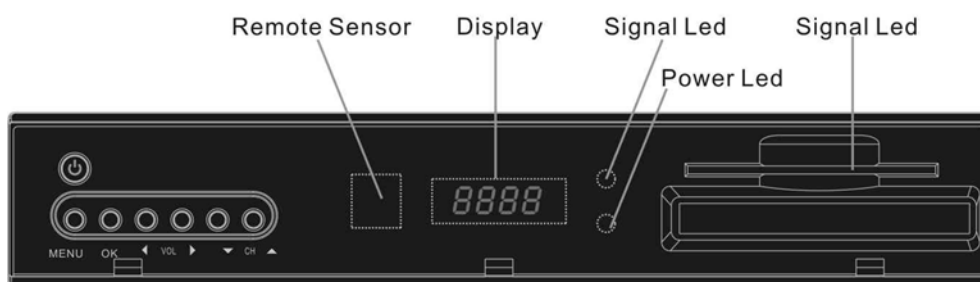 Remote Sensor Display Signal Led Signal Led
Power Led
8888
MENU OK VOL CH